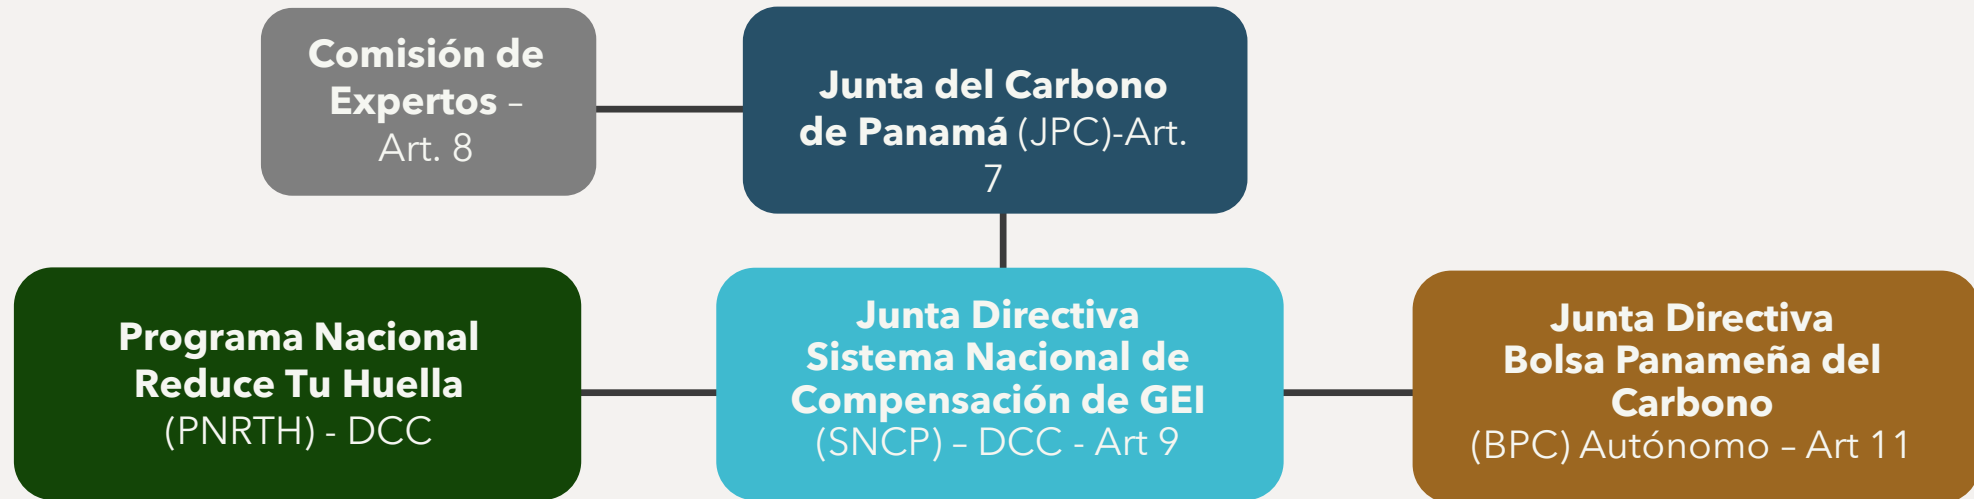 Comisión de
Expertos –
Art. 8
Junta del Carbono
de Panamá (JPC)-Art.
7
Programa Nacional
Reduce Tu Huella
(PNRTH) - DCC
Junta Directiva
Sistema Nacional de
Compensación de GEI
(SNCP) – DCC - Art 9
Junta Directiva
Bolsa Panameña del
Carbono
(BPC) Autónomo – Art 11